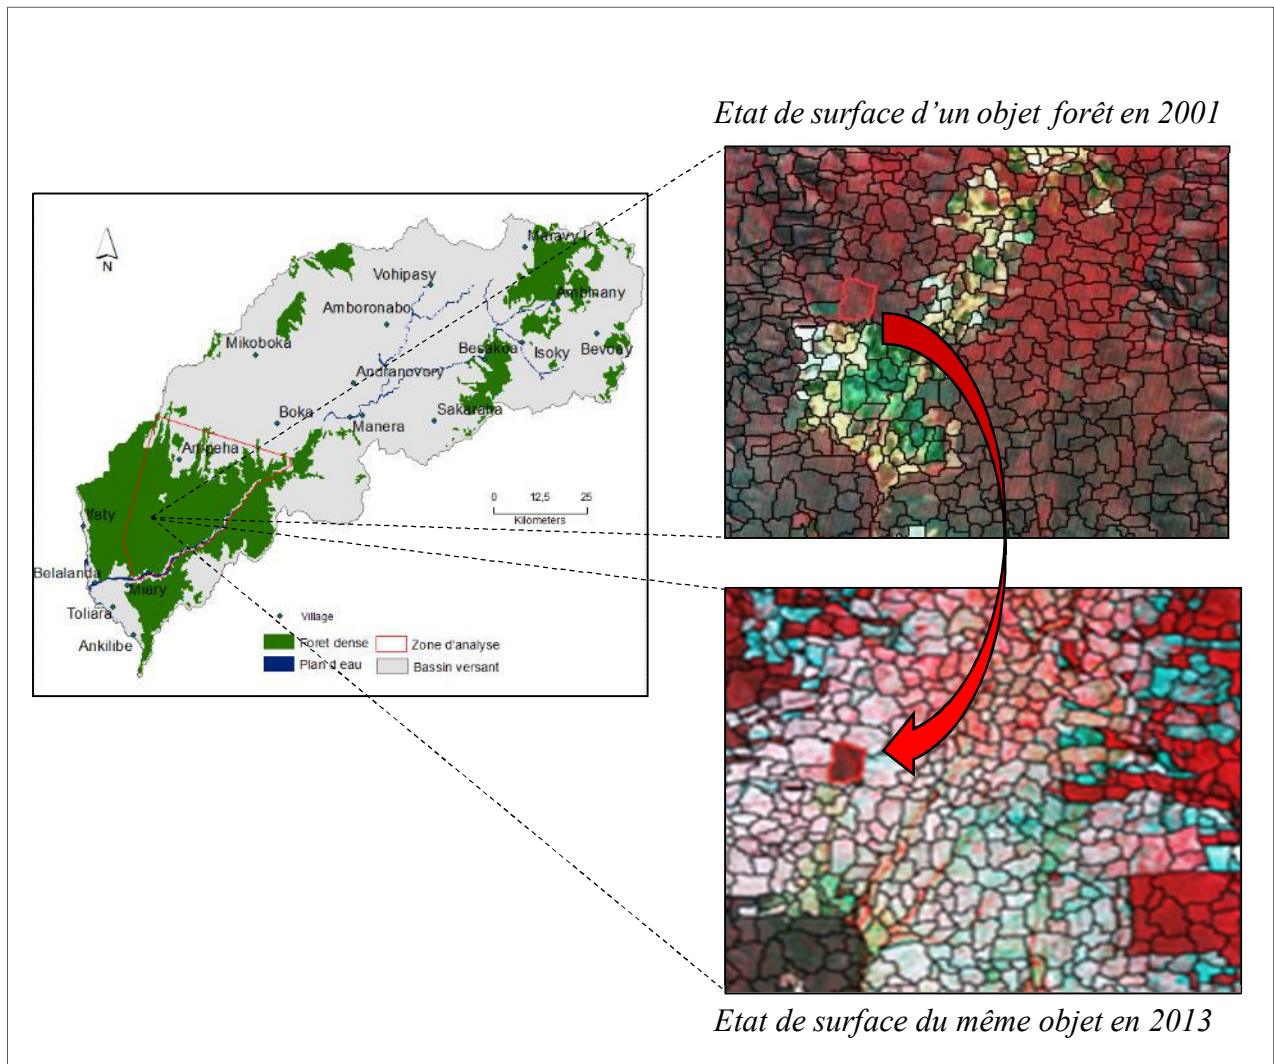 Etat de surface d’un objet forêt en 2001
N
Maravy I
Vohipasy
Ambinany
Amboronabo
Mikoboka
Besakoa
Isoky
Bevoay
Andranovory
Boka
Manera
Sakaraha
Ampeha
0 12,5 25
Kilometers
Ifaty
Belalanda
Miary
Toliara
Ankilibe
Village
Foret dense
Zone d'analyse
Plan d eau
Bassin versant
Etat de surface du même objet en 2013